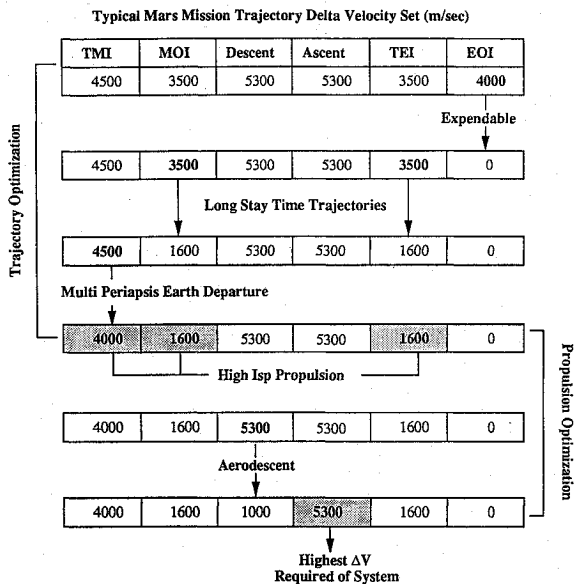 Typical Mars Mission Trajectory Delta Velocity Set (m/sec)
TMI MOI Descent Ascent TEI EOI
4500 3500 5300 5300 3500 4000
Expendable
4500 3500 5300 5300 3500 0
Long Stay Time Trajectories
4500 1600 5300 5300 1600 0
Multi Periapsis Earth Departure
4000 1600 5300 5300 1600 0
High Isp Propulsion
4000 1600 5300 5300 1600 0
Aerodescent
4000 1600 1000 5300 1600 0
Highest ΔV
Required of System
Trajectory Optimization
Propulsion Optimization